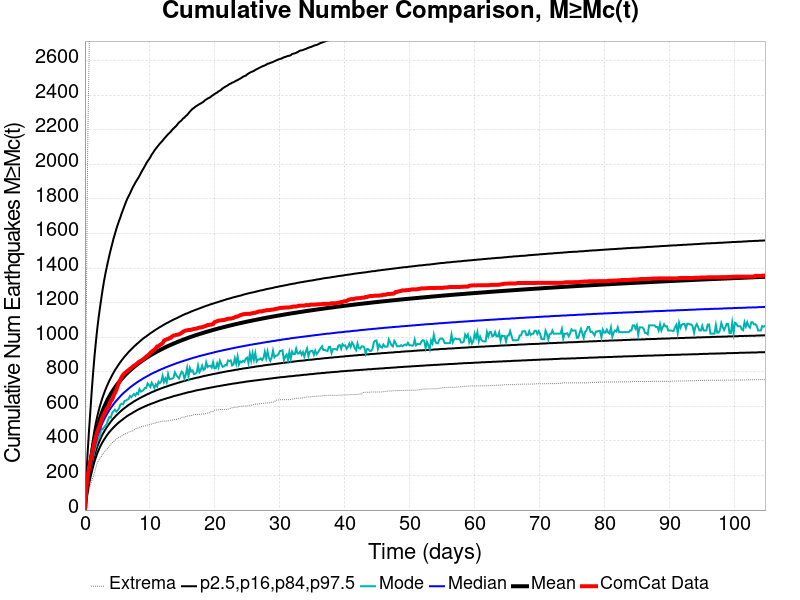 Cumulative Number Comparison, M≥Mc(t)
Cumulative Num Earthquakes M≥Mc(t)
2600
2400
2200
2000
1800
1600
1400
1200
1000
800
600
400
200
0
0 10 20 30 40 50 60 70 80 90 100
Time (days)
Extrema p2.5,p16,p84,p97.5 Mode Median Mean ComCat Data